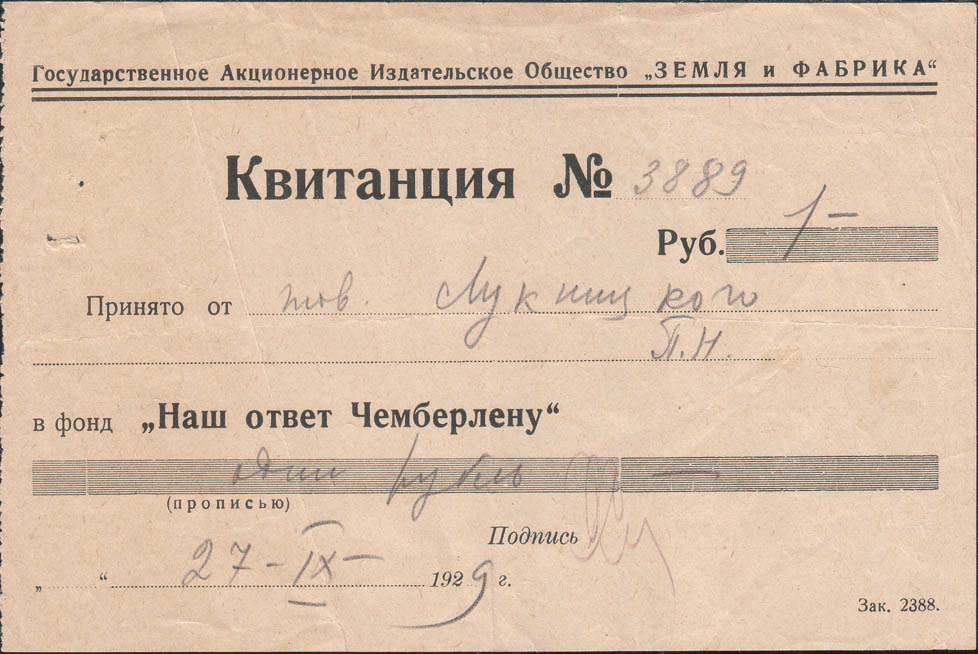 Государственное Акционерное Издательское Общество „ЗЕМЛЯ и ФАБРИКА“
Квитанция № 3889
Руб. 1 —
Принято от тов. Лукницкого
П.Н.
в фонд „Наш ответ Чемберлену“
один рубль —
(прописью)
Подпись
„ “ 27 - IX - 1929 г.
Зак. 2388.